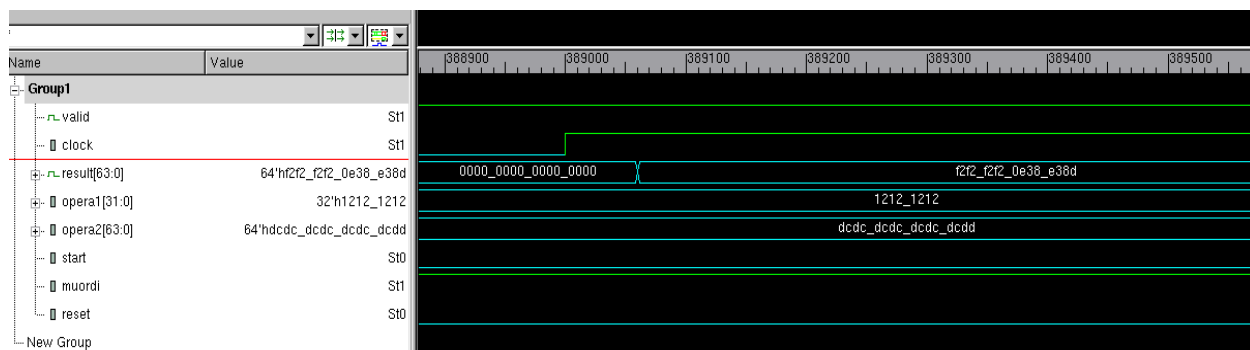 Name Value
388900 389000 389100 389200 389300 389400 389500
Group1
valid St1
clock St1
result[63:0] 64'hf2f2_f2f2_0e38_e38d 0000_0000_0000_0000 f2f2_f2f2_0e38_e38d
opera1[31:0] 32'h1212_1212 1212_1212
opera2[63:0] 64'hdcdc_dcdc_dcdc_dcdd dcdc_dcdc_dcdc_dcdd
start St0
muordi St1
reset St0
New Group